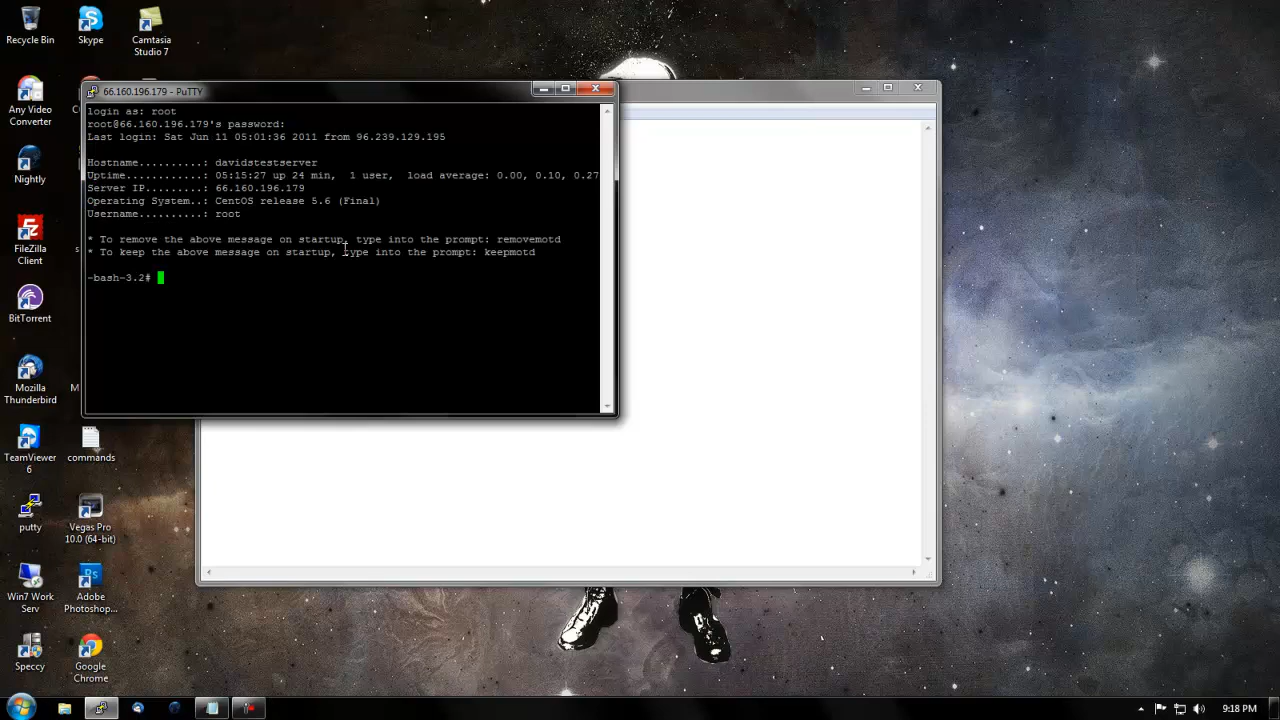 Recycle Bin
Skype
Camtasia
Studio 7
Any Video
Converter
Nightly
FileZilla
Client
BitTorrent
Mozilla
Thunderbird
TeamViewer
6
commands
putty
Vegas Pro
10.0 (64-bit)
Win7 Work
Serv
Adobe
Photoshop...
Speccy
Google
Chrome
66.160.196.179 - PuTTY
login as: root
root@66.160.196.179's password:
Last login: Sat Jun 11 05:01:36 2011 from 96.239.129.195
Hostname..........: davidstestserver
Uptime............: 05:15:27 up 24 min,  1 user,  load average: 0.00, 0.10, 0.27
Server IP.........: 66.160.196.179
Operating System..: CentOS release 5.6 (Final)
Username..........: root
* To remove the above message on startup, type into the prompt: removemotd
* To keep the above message on startup, type into the prompt: keepmotd
-bash-3.2#
9:18 PM